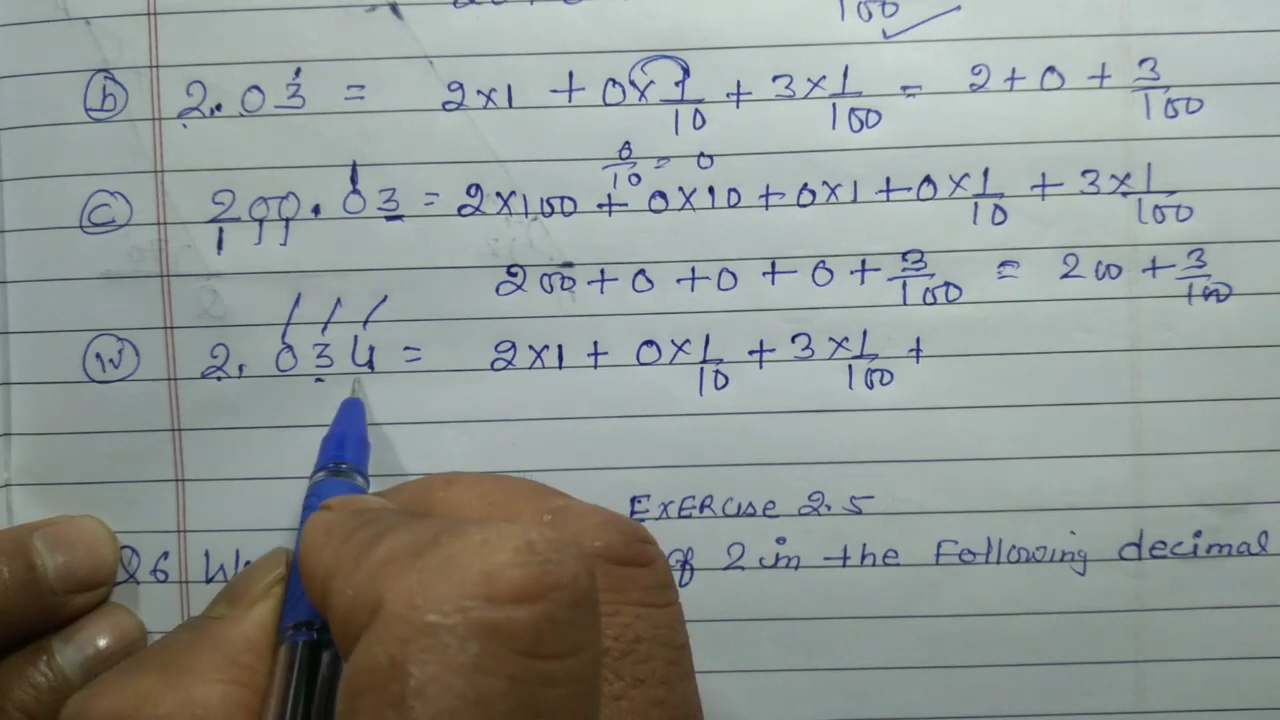 100
(b) 2.03 = 2×1 + 0×1/10 + 3×1/100 = 2+0+3/100
0/10 = 0
(c) 200.03 = 2×100 + 0×10 + 0×1 + 0×1/10 + 3×1/100
200+0+0+0+3/100 = 200+3/100
(iv) 2.034 = 2×1 + 0×1/10 + 3×1/100 +
EXERCISE 2.5
Q6 of 2 in the Following decimal